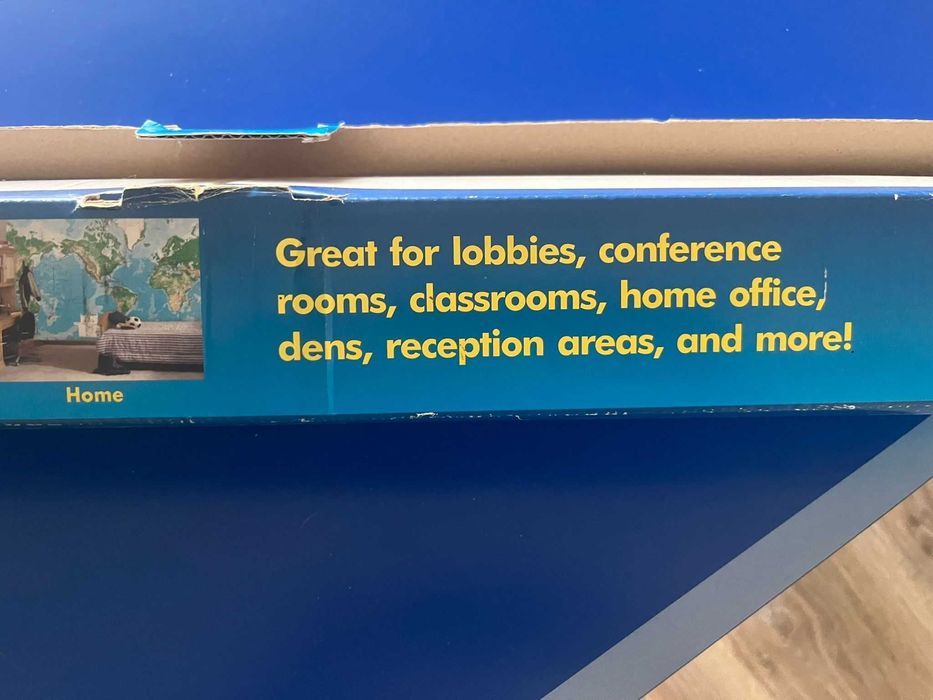 Great for lobbies, conference
rooms, classrooms, home office,
dens, reception areas, and more!
Home